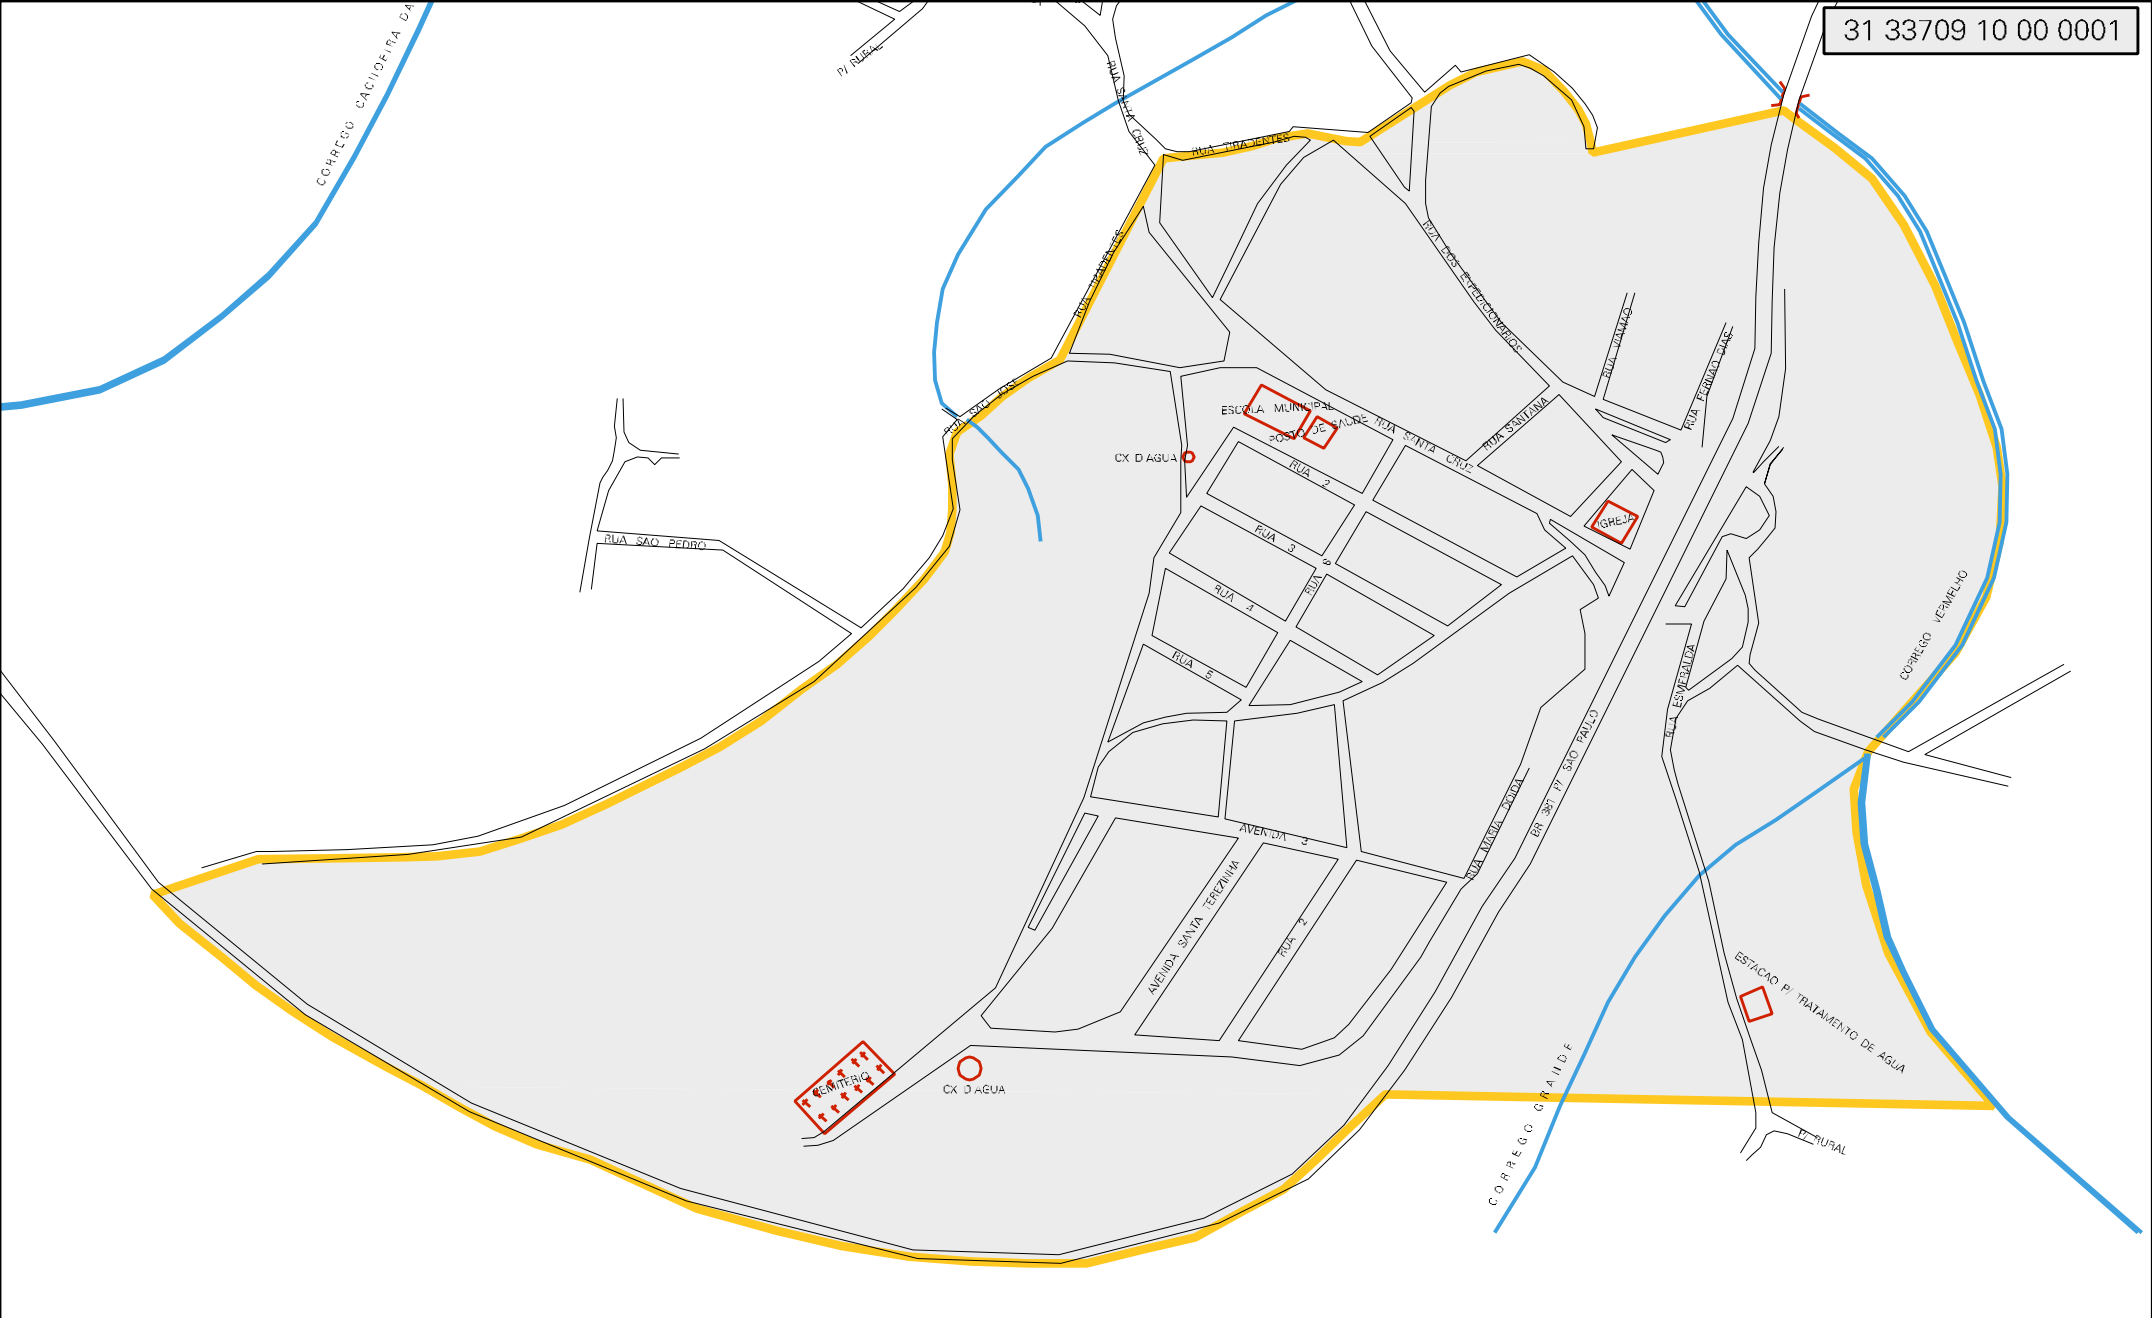 31 33709 10 00 0001
CORREGO CACHOEIRA DA
P/ RURAL
RUA SANTA CRUZ
RUA TIRADENTES
RUA TIRADENTES
RUA SAO JOSE
RUA DOS EXPEDICIONARIOS
RUA VIAMAO
RUA FERNAO DIAS
RUA SANTANA
ESCOLA MUNICIPAL
POSTO DE SAUDE
RUA SANTA CRUZ
CX D AGUA
RUA 2
IGREJA
RUA 3
RUA 6
RUA 4
RUA 5
RUA SAO PEDRO
CORREGO VERMELHO
RUA ESMERALDA
BR 381 P/ SAO PAULO
RUA MARIA DOIDA
AVENIDA 3
AVENIDA SANTA TEREZINHA
RUA 2
ESTACAO P/ TRATAMENTO DE AGUA
CEMITERIO
CX D AGUA
CORREGO GRANDE
P/ RURAL